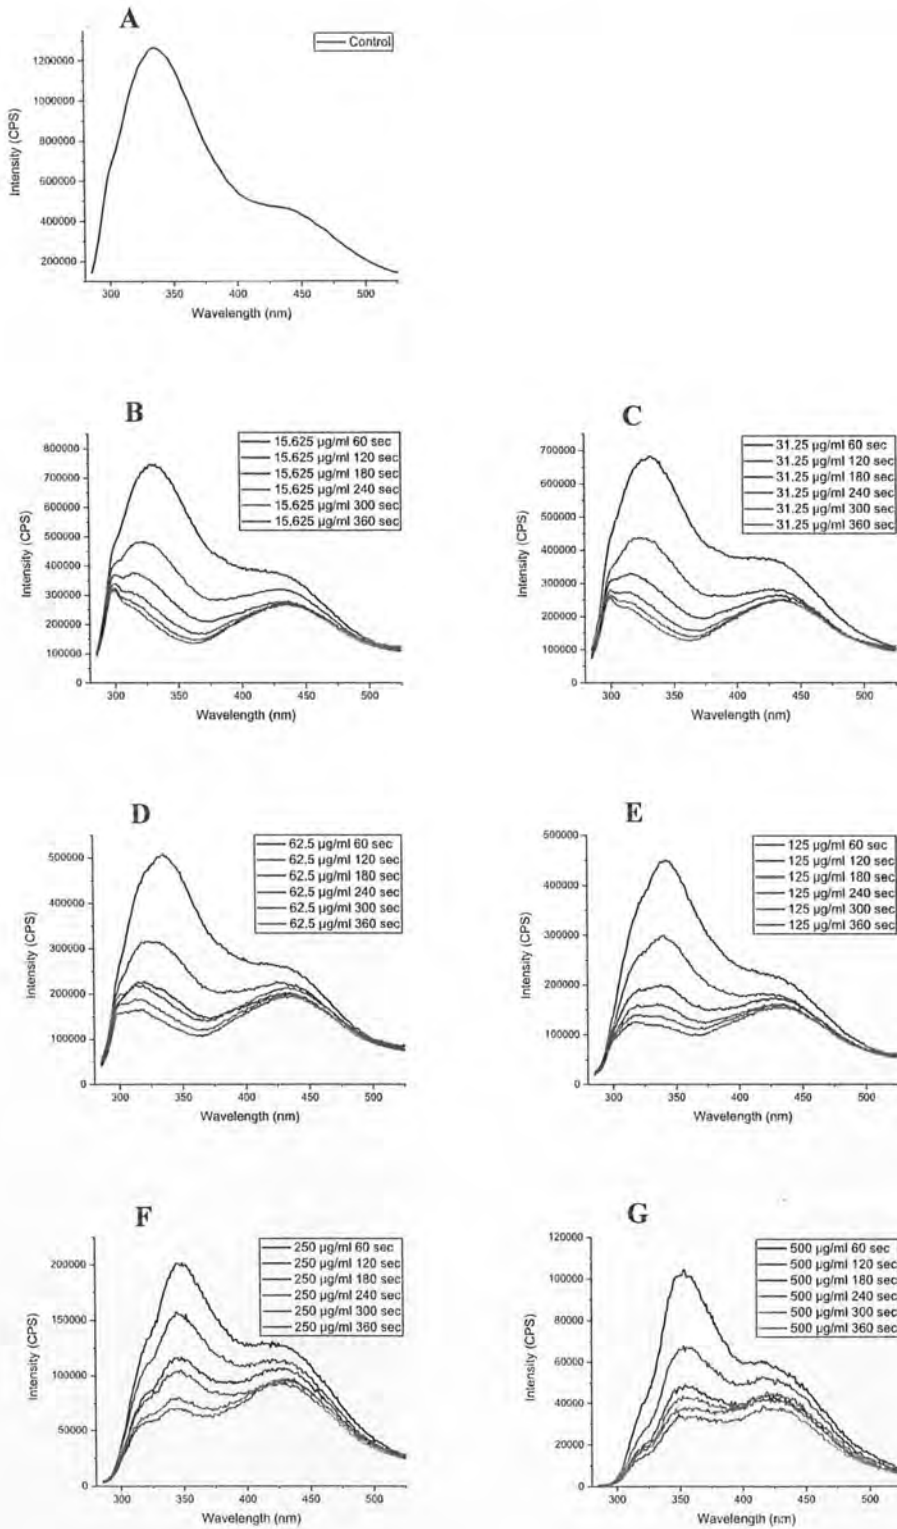 A
Control
1200000
1000000
800000
600000
400000
200000
Intensity (CPS)
300 350 400 450 500
Wavelength (nm)
B
15.625 µg/ml 60 sec
15.625 µg/ml 120 sec
15.625 µg/ml 180 sec
15.625 µg/ml 240 sec
15.625 µg/ml 300 sec
15.625 µg/ml 360 sec
800000
700000
600000
500000
400000
300000
200000
100000
0
Intensity (CPS)
300 350 400 450 500
Wavelength (nm)
C
31.25 µg/ml 60 sec
31.25 µg/ml 120 sec
31.25 µg/ml 180 sec
31.25 µg/ml 240 sec
31.25 µg/ml 300 sec
31.25 µg/ml 360 sec
700000
600000
500000
400000
300000
200000
100000
0
Intensity (CPS)
300 350 400 450 500
Wavelength (nm)
D
62.5 µg/ml 60 sec
62.5 µg/ml 120 sec
62.5 µg/ml 180 sec
62.5 µg/ml 240 sec
62.5 µg/ml 300 sec
62.5 µg/ml 360 sec
500000
400000
300000
200000
100000
0
Intensity (CPS)
300 350 400 450 500
Wavelength (nm)
E
125 µg/ml 60 sec
125 µg/ml 120 sec
125 µg/ml 180 sec
125 µg/ml 240 sec
125 µg/ml 300 sec
125 µg/ml 360 sec
500000
400000
300000
200000
100000
0
Intensity (CPS)
300 350 400 450 500
Wavelength (nm)
F
250 µg/ml 60 sec
250 µg/ml 120 sec
250 µg/ml 180 sec
250 µg/ml 240 sec
250 µg/ml 300 sec
250 µg/ml 360 sec
200000
150000
100000
50000
0
Intensity (CPS)
300 350 400 450 500
Wavelength (nm)
G
500 µg/ml 60 sec
500 µg/ml 120 sec
500 µg/ml 180 sec
500 µg/ml 240 sec
500 µg/ml 300 sec
500 µg/ml 360 sec
120000
100000
80000
60000
40000
20000
0
Intensity (CPS)
300 350 400 450 500
Wavelength (nm)